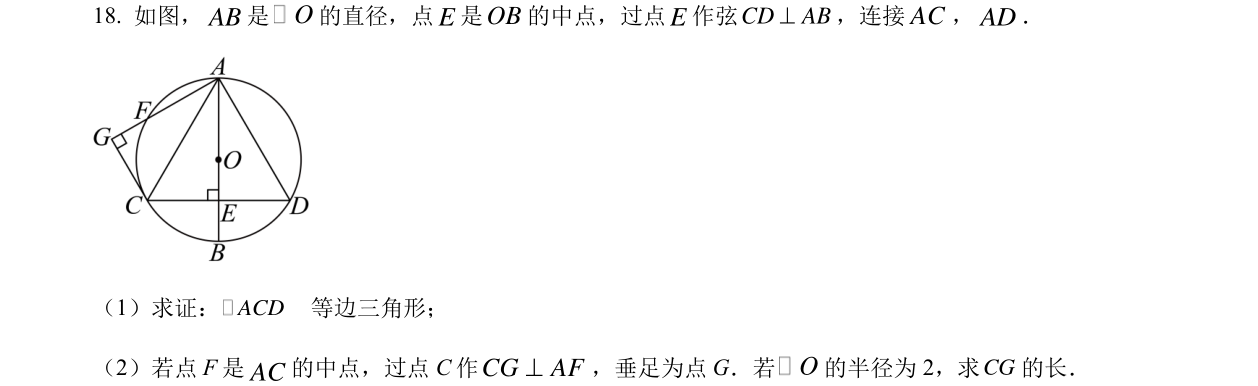 18. 如图， AB 是□ O 的直径，点 E 是 OB 的中点，过点 E 作弦 CD ⊥ AB，连接 AC， AD．
A
F
G
O
C
E
D
B
（1）求证：□ACD 等边三角形；
（2）若点 F 是 AC 的中点，过点 C 作 CG ⊥ AF，垂足为点 G．若□ O 的半径为 2，求 CG 的长．